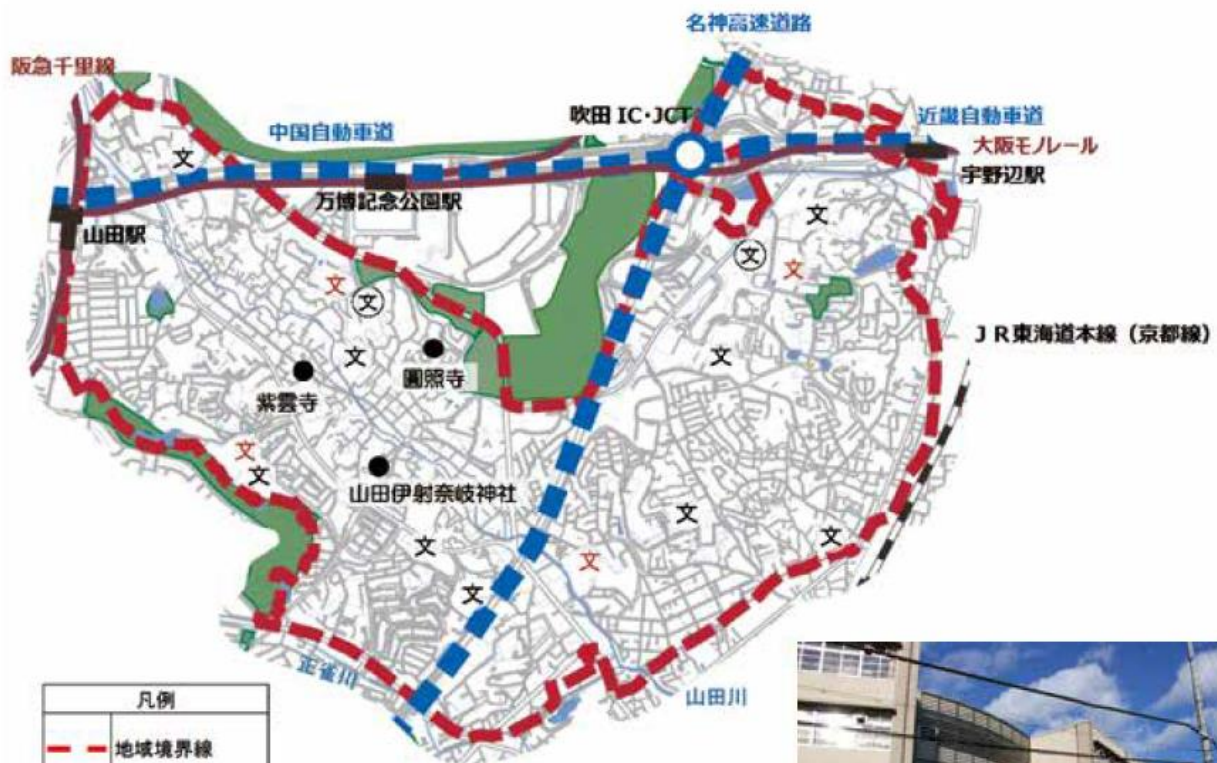 名神高速道路
阪急千里線
吹田 IC・JCT
近畿自動車道
中国自動車道
大阪モノレール
宇野辺駅
文
万博記念公園駅
文
山田駅
文
文
文
文
JR東海道本線（京都線）
文
文
圓照寺
紫雲寺
文
文
山田伊射奈岐神社
文
文
文
文
文
正雀川
山田川
凡例
地域境界線